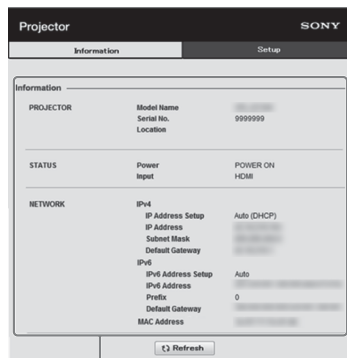 Projector SONY
Information Setup
Information
PROJECTOR Model Name
Serial No. 9999999
Location
STATUS Power POWER ON
Input HDMI
NETWORK IPv4
IP Address Setup Auto (DHCP)
IP Address
Subnet Mask
Default Gateway
IPv6
IPv6 Address Setup Auto
IPv6 Address
Prefix 0
Default Gateway
MAC Address
Refresh